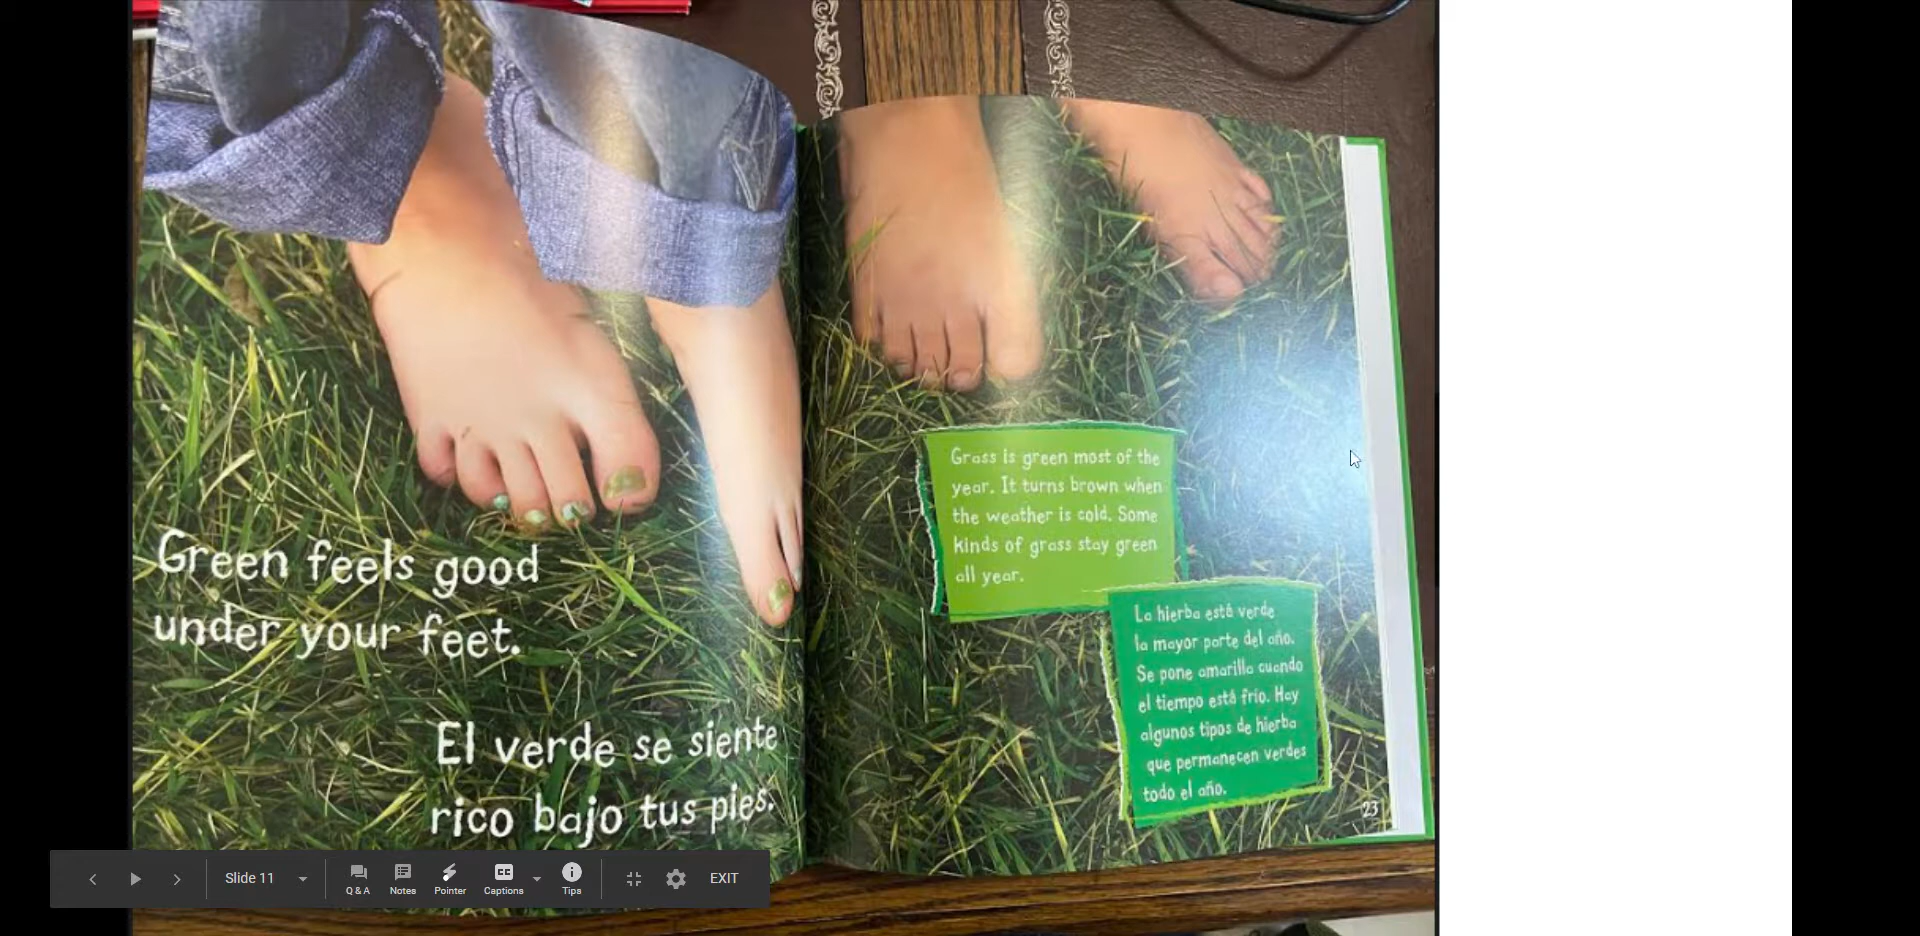 Green feels good
under your feet.
El verde se siente
rico bajo tus pies.
Grass is green most of the
year. It turns brown when
the weather is cold. Some
kinds of grass stay green
all year.
La hierba está verde
la mayor parte del año.
Se pone amarilla cuando
el tiempo está frío. Hay
algunos tipos de hierba
que permanecen verdes
todo el año.
23
Slide 11
Q & A
Notes
Pointer
CC
Captions
Tips
EXIT